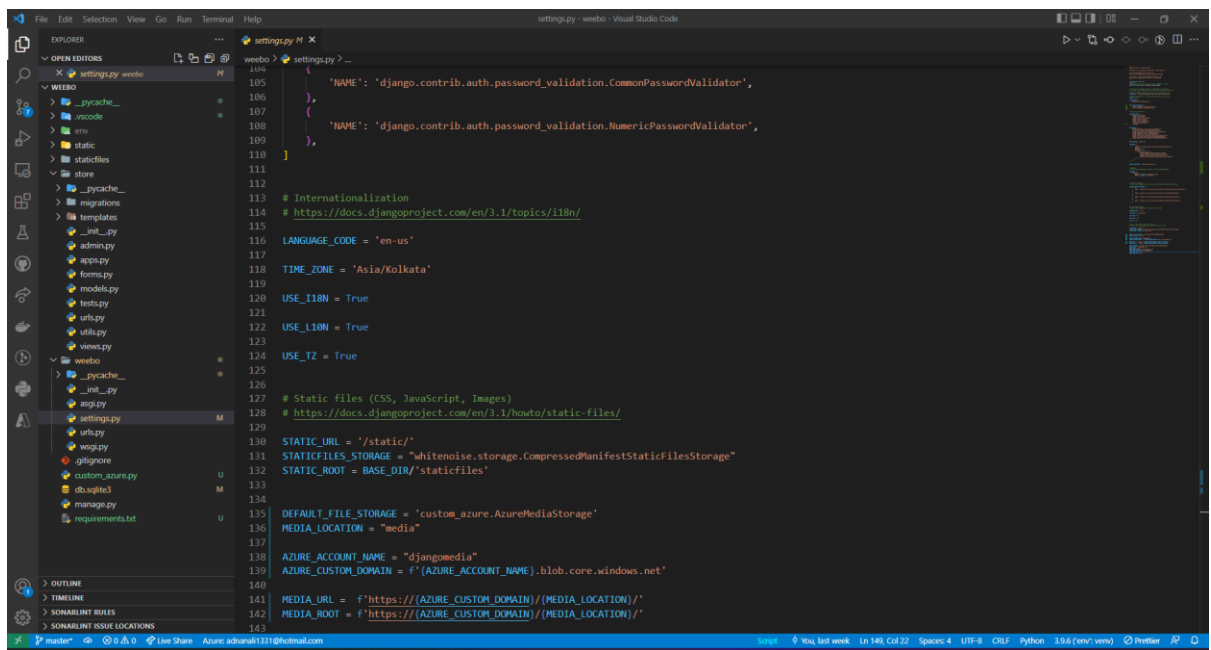 File Edit Selection View Go Run Terminal Help
settings.py - weebo - Visual Studio Code
EXPLORER
OPEN EDITORS
settings.py weebo M
WEEBO
__pycache__
.vscode
env
static
staticfiles
store
__pycache__
migrations
templates
__init__.py
admin.py
apps.py
forms.py
models.py
tests.py
urls.py
utils.py
views.py
weebo
__pycache__
__init__.py
asgi.py
settings.py M
urls.py
wsgi.py
.gitignore
custom_azure.py U
db.sqlite3 M
manage.py
requirements.txt U
OUTLINE
TIMELINE
SONARLINT RULES
SONARLINT ISSUE LOCATIONS
settings.py M
weebo > settings.py > ...
104 {
105 'NAME': 'django.contrib.auth.password_validation.CommonPasswordValidator',
106 },
107 {
108 'NAME': 'django.contrib.auth.password_validation.NumericPasswordValidator',
109 },
110 ]
111
112
113 # Internationalization
114 # https://docs.djangoproject.com/en/3.1/topics/i18n/
115
116 LANGUAGE_CODE = 'en-us'
117
118 TIME_ZONE = 'Asia/Kolkata'
119
120 USE_I18N = True
121
122 USE_L10N = True
123
124 USE_TZ = True
125
126
127 # Static files (CSS, JavaScript, Images)
128 # https://docs.djangoproject.com/en/3.1/howto/static-files/
129
130 STATIC_URL = '/static/'
131 STATICFILES_STORAGE = "whitenoise.storage.CompressedManifestStaticFilesStorage"
132 STATIC_ROOT = BASE_DIR/'staticfiles'
133
134
135 DEFAULT_FILE_STORAGE = 'custom_azure.AzureMediaStorage'
136 MEDIA_LOCATION = "media"
137
138 AZURE_ACCOUNT_NAME = "djangomedia"
139 AZURE_CUSTOM_DOMAIN = f'{AZURE_ACCOUNT_NAME}.blob.core.windows.net'
140
141 MEDIA_URL = f'https://{AZURE_CUSTOM_DOMAIN}/{MEDIA_LOCATION}/'
142 MEDIA_ROOT = f'https://{AZURE_CUSTOM_DOMAIN}/{MEDIA_LOCATION}/'
143
master* 0 0 Live Share Azure: adnanali1331@hotmail.com Script You, last week Ln 149, Col 22 Spaces: 4 UTF-8 CRLF Python 3.9.6 ('env': venv) Prettier